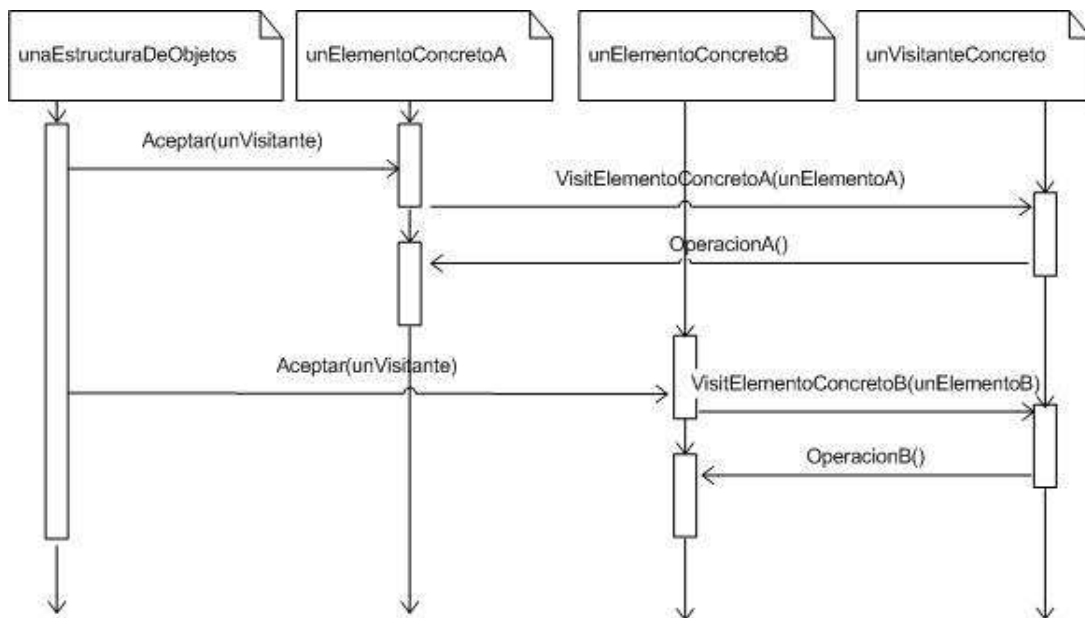 unaEstructuraDeObjetos
unElementoConcretoA
unElementoConcretoB
unVisitanteConcreto
Aceptar(unVisitante)
VisitElementoConcretoA(unElementoA)
OperacionA()
Aceptar(unVisitante)
VisitElementoConcretoB(unElementoB)
OperacionB()